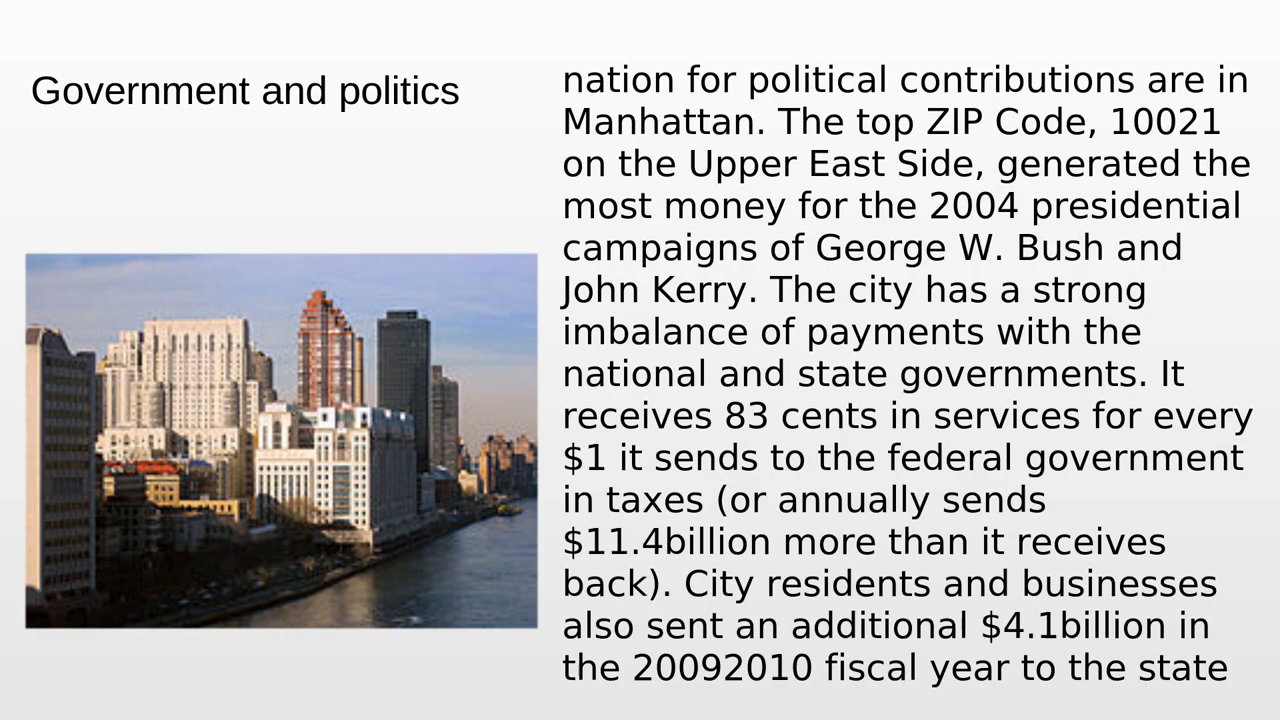 Government and politics
nation for political contributions are in
Manhattan. The top ZIP Code, 10021
on the Upper East Side, generated the
most money for the 2004 presidential
campaigns of George W. Bush and
John Kerry. The city has a strong
imbalance of payments with the
national and state governments. It
receives 83 cents in services for every
$1 it sends to the federal government
in taxes (or annually sends
$11.4billion more than it receives
back). City residents and businesses
also sent an additional $4.1billion in
the 20092010 fiscal year to the state